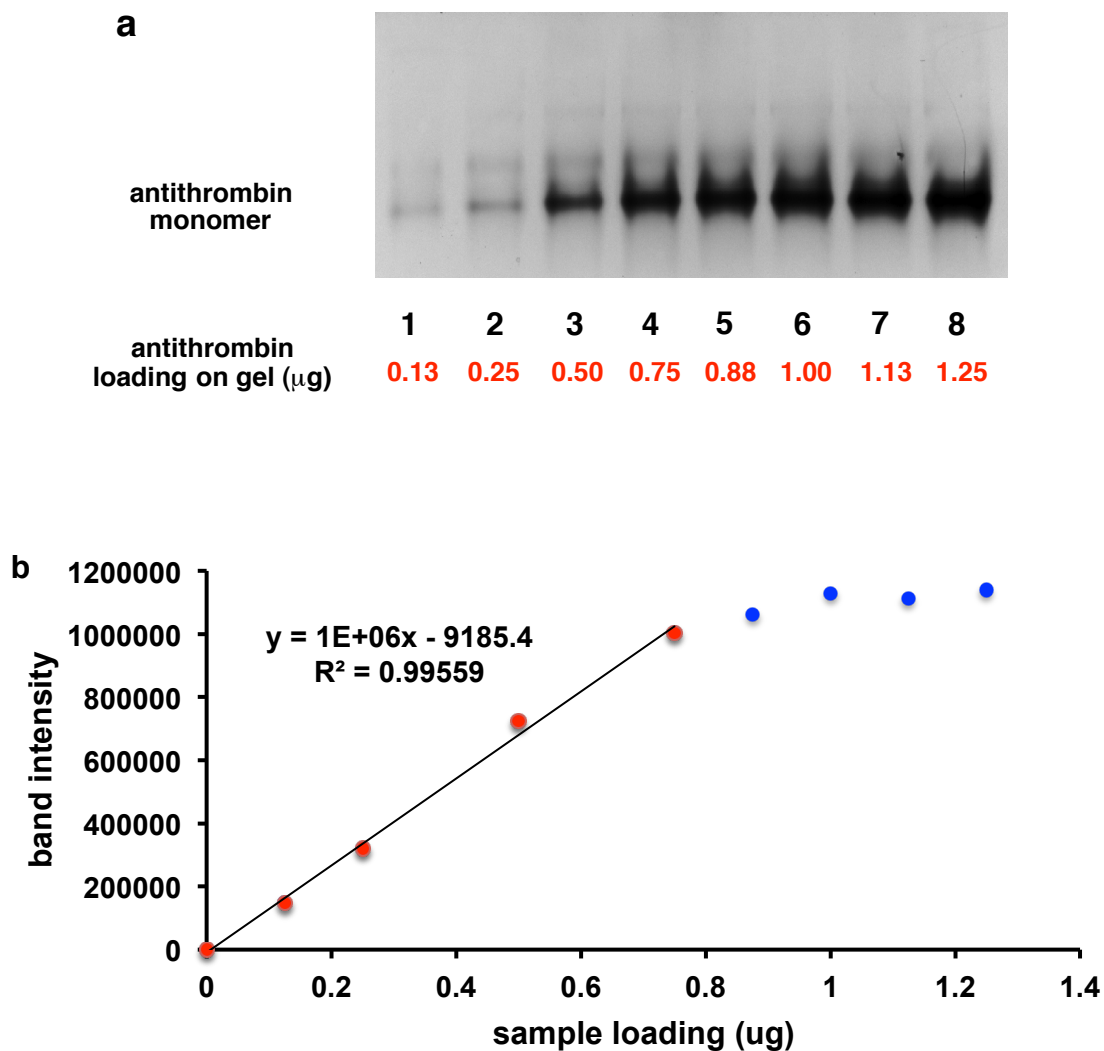 a
antithrombin
monomer
1 2 3 4 5 6 7 8
antithrombin
loading on gel (μg)
0.13 0.25 0.50 0.75 0.88 1.00 1.13 1.25
b
1200000
1000000
800000
600000
400000
200000
0
band intensity
y = 1E+06x - 9185.4
R² = 0.99559
0 0.2 0.4 0.6 0.8 1 1.2 1.4
sample loading (ug)